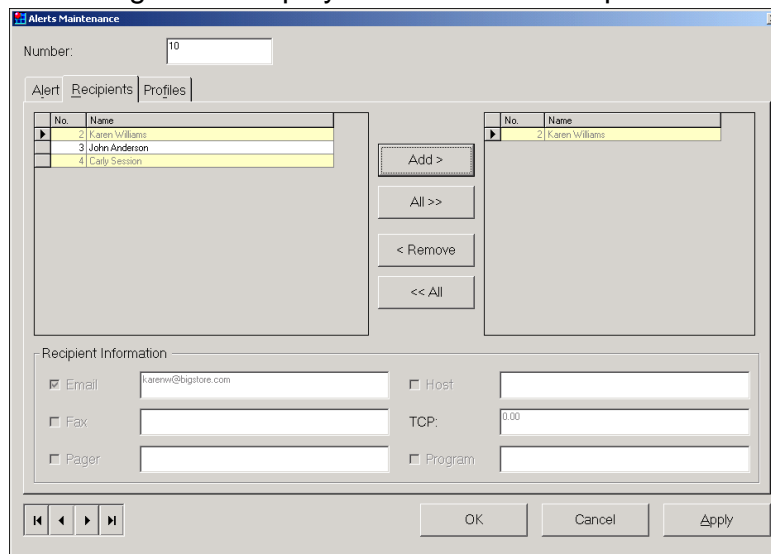 Alerts Maintenance
Number: 10
Alert Recipients Profiles
No. Name
2 Karen Williams
3 John Anderson
4 Carly Session
Add >
All >>
< Remove
<< All
No. Name
2 Karen Williams
Recipient Information
Email karenw@bigstore.com Host
Fax TCP: 0.00
Pager Program
OK Cancel Apply